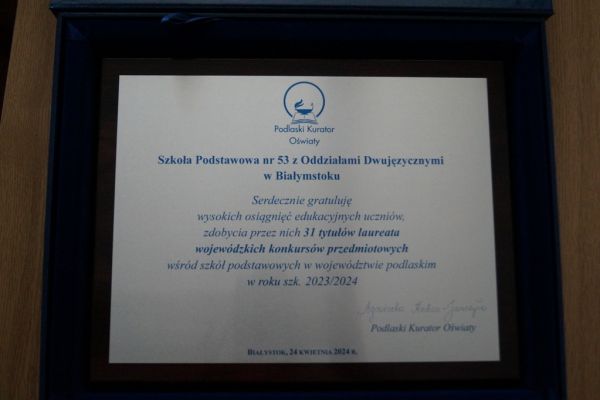 Podlaski Kurator
Oświaty
Szkoła Podstawowa nr 53 z Oddziałami Dwujęzycznymi
w Białymstoku
Serdecznie gratuluję
wysokich osiągnięć edukacyjnych uczniów,
zdobycia przez nich 31 tytułów laureata
wojewódzkich konkursów przedmiotowych
wśród szkół podstawowych w województwie podlaskim
w roku szk. 2023/2024
Agnieszka
Podlaski Kurator Oświaty
Białystok, 24 kwietnia 2024 r.